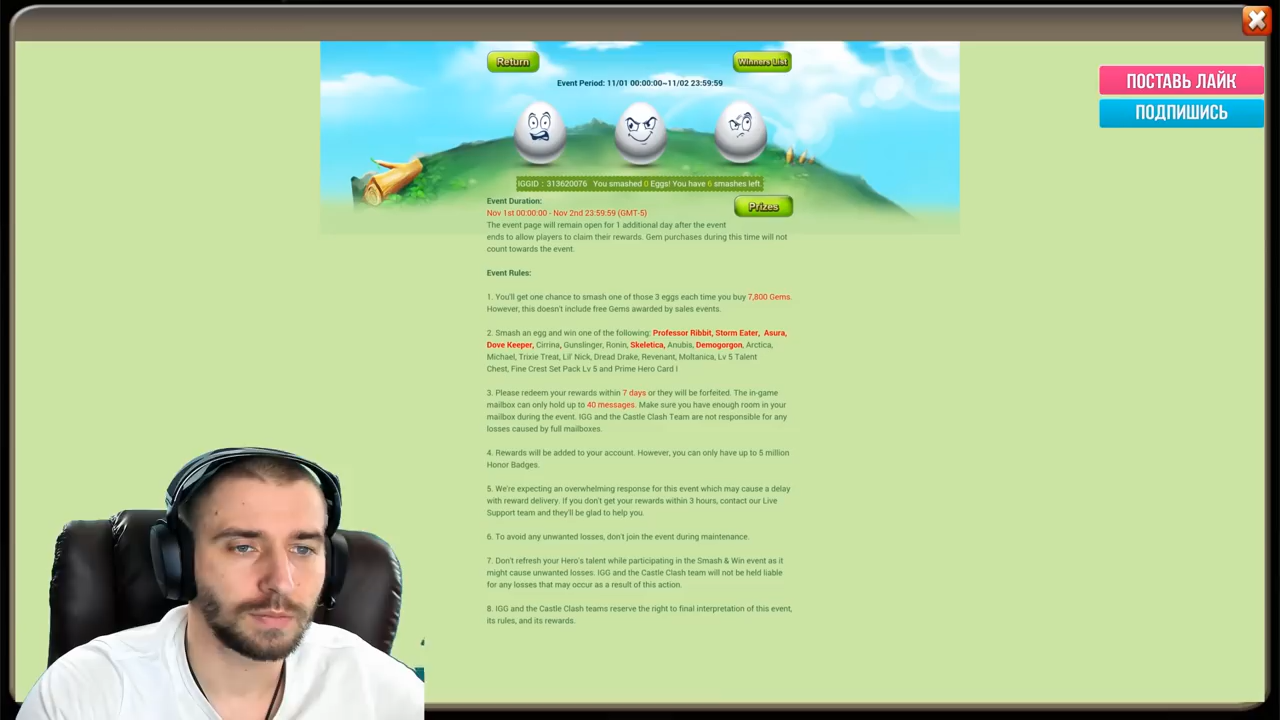 Return
Winners List
ПОСТАВЬ ЛАЙК
Event Period: 11/01 00:00:00~11/02 23:59:59
ПОДПИШИСЬ
IGGID : 313620076 You smashed 0 Eggs! You have 6 smashes left.
Event Duration:
Prizes
Nov 1st 00:00:00 - Nov 2nd 23:59:59 (GMT-5)
The event page will remain open for 1 additional day after the event
ends to allow players to claim their rewards. Gem purchases during this time will not
count towards the event.
Event Rules:
1. You'll get one chance to smash one of those 3 eggs each time you buy 7,800 Gems.
However, this doesn't include free Gems awarded by sales events.
2. Smash an egg and win one of the following: Professor Ribbit, Storm Eater, Asura,
Dove Keeper, Cirrina, Gunslinger, Ronin, Skeletica, Anubis, Demogorgon, Arctica,
Michael, Trixie Treat, Lil' Nick, Dread Drake, Revenant, Moltanica, Lv 5 Talent
Chest, Fine Crest Set Pack Lv 5 and Prime Hero Card I
3. Please redeem your rewards within 7 days or they will be forfeited. The in-game
mailbox can only hold up to 40 messages. Make sure you have enough room in your
mailbox during the event. IGG and the Castle Clash Team are not responsible for any
losses caused by full mailboxes.
4. Rewards will be added to your account. However, you can only have up to 5 million
Honor Badges.
5. We're expecting an overwhelming response for this event which may cause a delay
with reward delivery. If you don't get your rewards within 3 hours, contact our Live
Support team and they'll be glad to help you.
6. To avoid any unwanted losses, don't join the event during maintenance.
7. Don't refresh your Hero's talent while participating in the Smash & Win event as it
might cause unwanted losses. IGG and the Castle Clash team will not be held liable
for any losses that may occur as a result of this action.
8. IGG and the Castle Clash teams reserve the right to final interpretation of this event,
its rules, and its rewards.